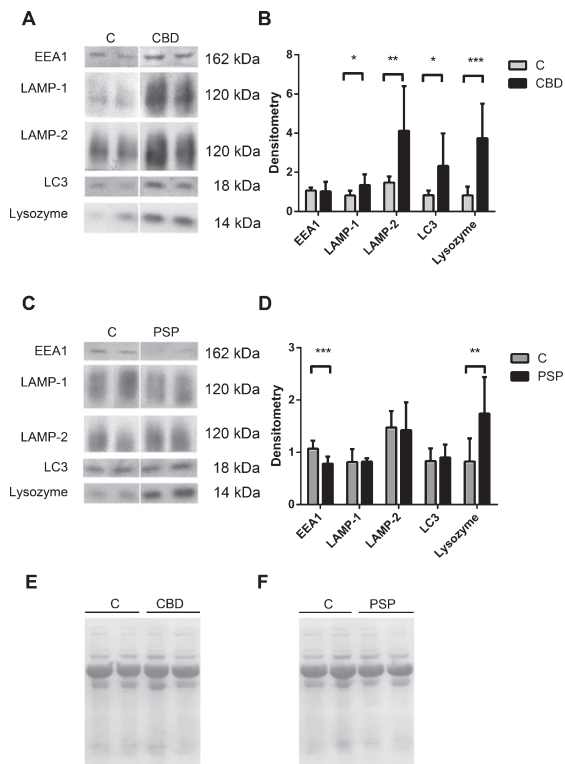 A
C CBD
EEA1 162 kDa
LAMP-1 120 kDa
LAMP-2 120 kDa
LC3 18 kDa
Lysozyme 14 kDa
B
Densitometry
8
6
4
2
0
* ** * ***
C
CBD
EEA1 LAMP-1 LAMP-2 LC3 Lysozyme
C
C PSP
EEA1 162 kDa
LAMP-1 120 kDa
LAMP-2 120 kDa
LC3 18 kDa
Lysozyme 14 kDa
D
Densitometry
3
2
1
0
*** **
C
PSP
EEA1 LAMP-1 LAMP-2 LC3 Lysozyme
E
C CBD
F
C PSP